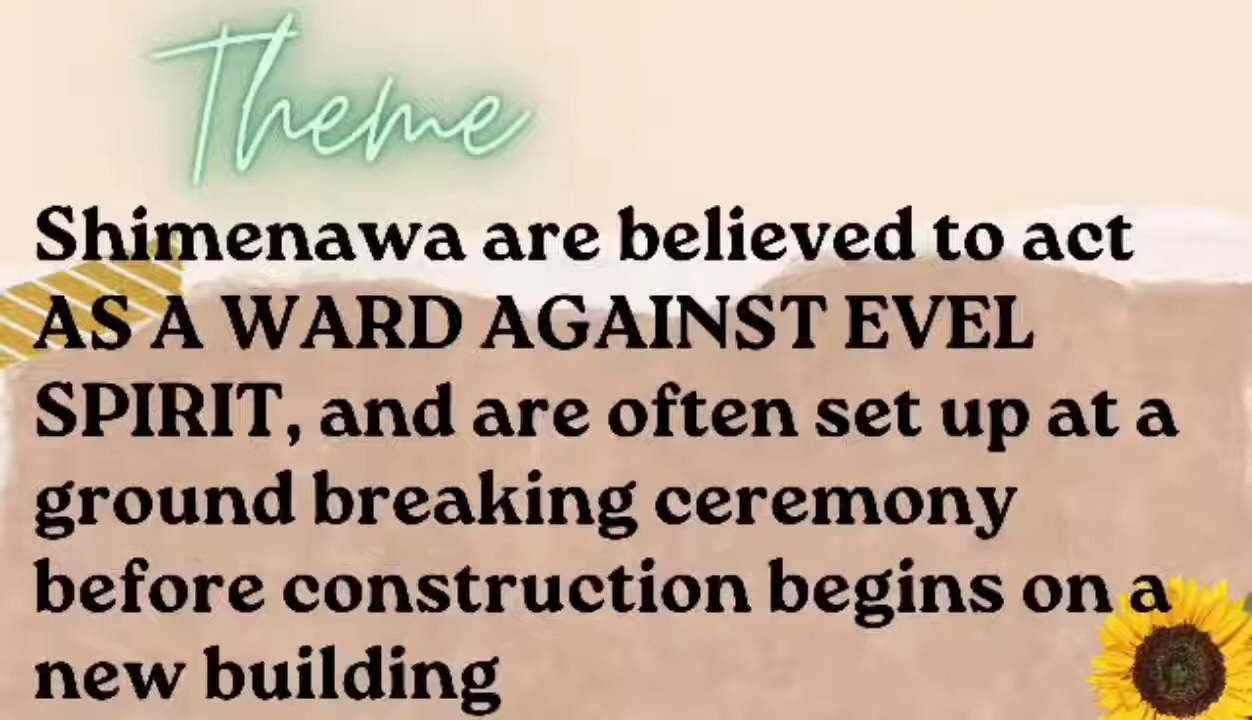 Theme
Shimenawa are believed to act
AS A WARD AGAINST EVEL
SPIRIT, and are often set up at a
ground breaking ceremony
before construction begins on a
new building